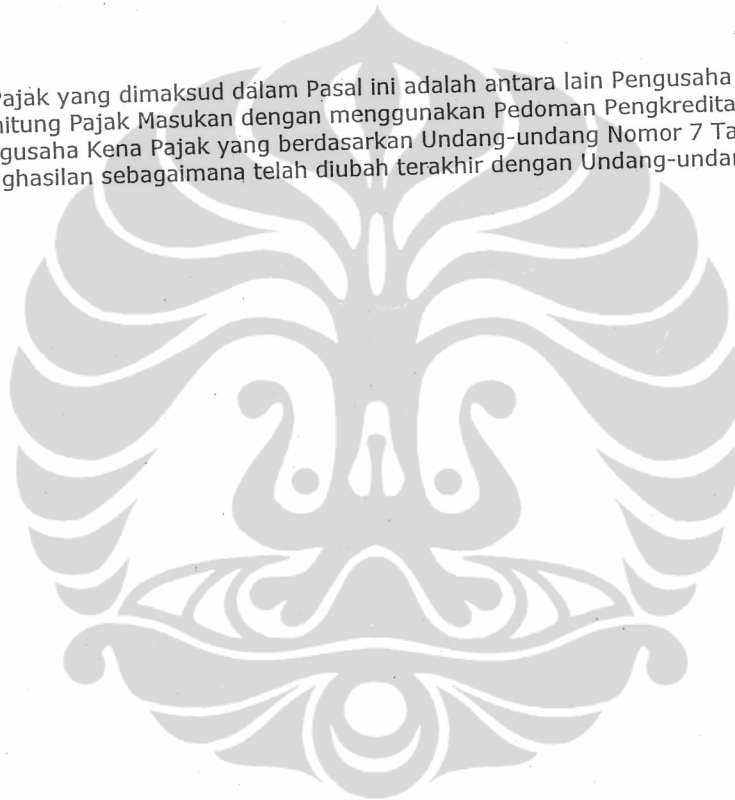 Pajak yang dimaksud dalam Pasal ini adalah antara lain Pengusaha
hitung Pajak Masukan dengan menggunakan Pedoman Pengkredita
gusaha Kena Pajak yang berdasarkan Undang-undang Nomor 7 Ta
ghasilan sebagaimana telah diubah terakhir dengan Undang-undan